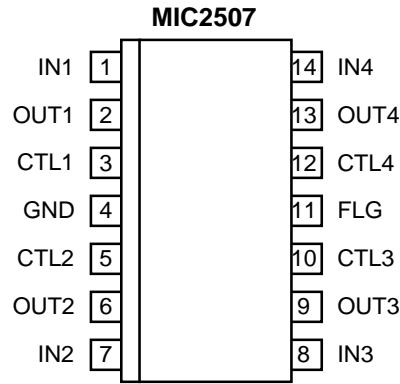 MIC2507
IN1 1 14 IN4
OUT1 2 13 OUT4
CTL1 3 12 CTL4
GND 4 11 FLG
CTL2 5 10 CTL3
OUT2 6 9 OUT3
IN2 7 8 IN3